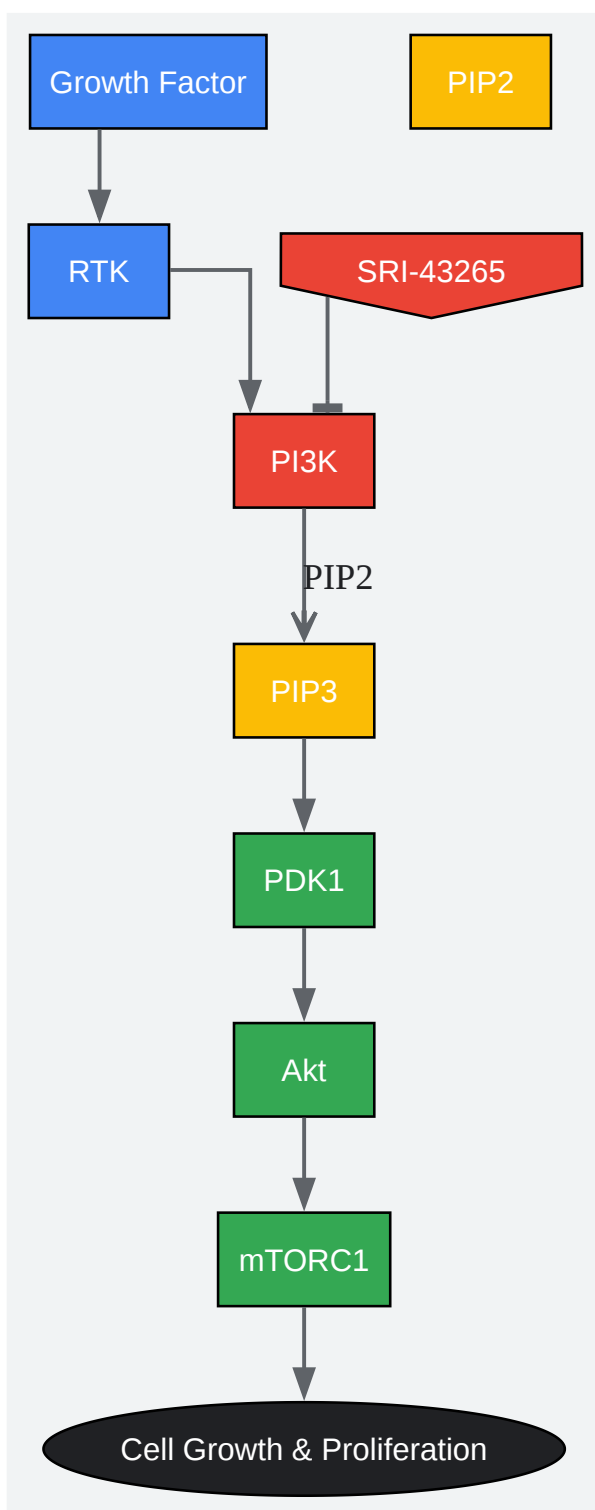 Growth Factor
PIP2
RTK
SRI-43265
PI3K
PIP2
PIP3
PDK1
Akt
mTORC1
Cell Growth & Proliferation